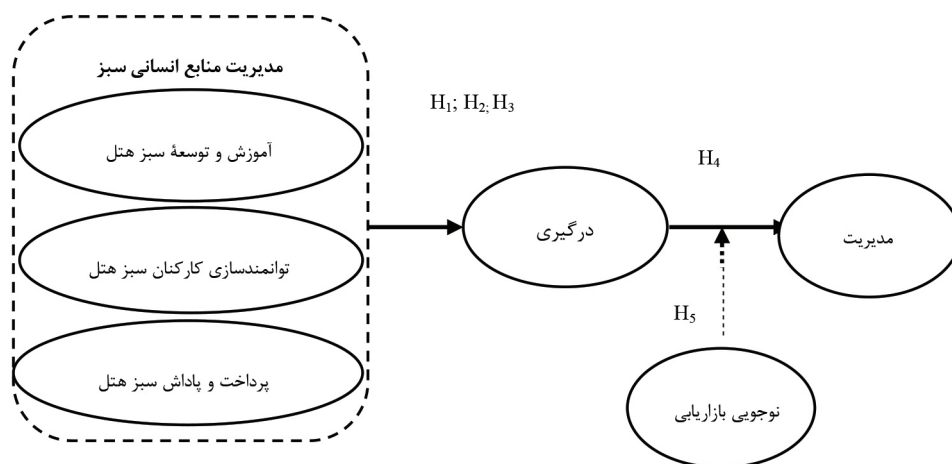 مدیریت منابع انسانی سبز
آموزش و توسعۀ سبز هتل
توانمندسازی کارکنان سبز هتل
پرداخت و پاداش سبز هتل
H₁; H₂; H₃
درگیری
H₄
مدیریت
H₅
نوجویی بازاریابی